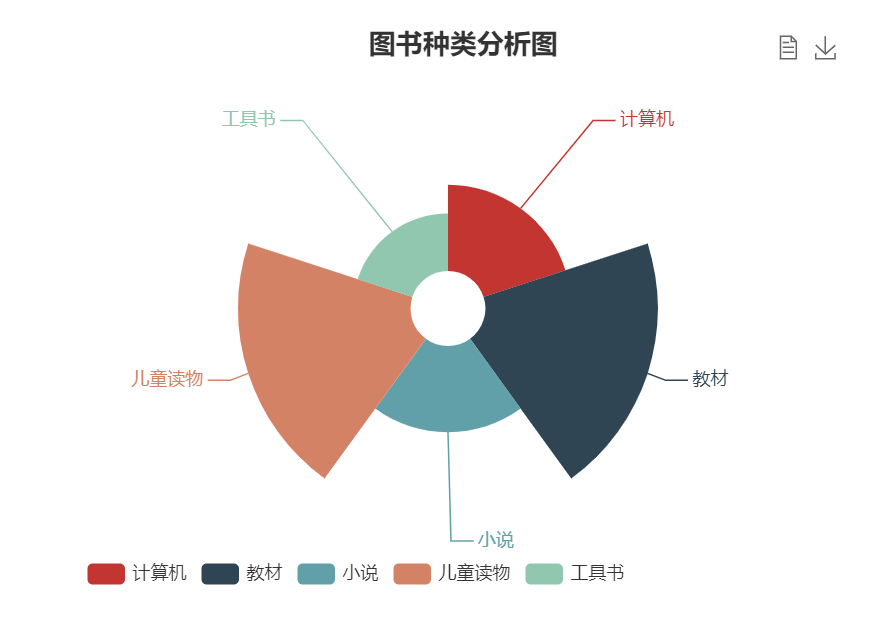 图书种类分析图
工具书
计算机
儿童读物
教材
小说
计算机 教材 小说 儿童读物 工具书